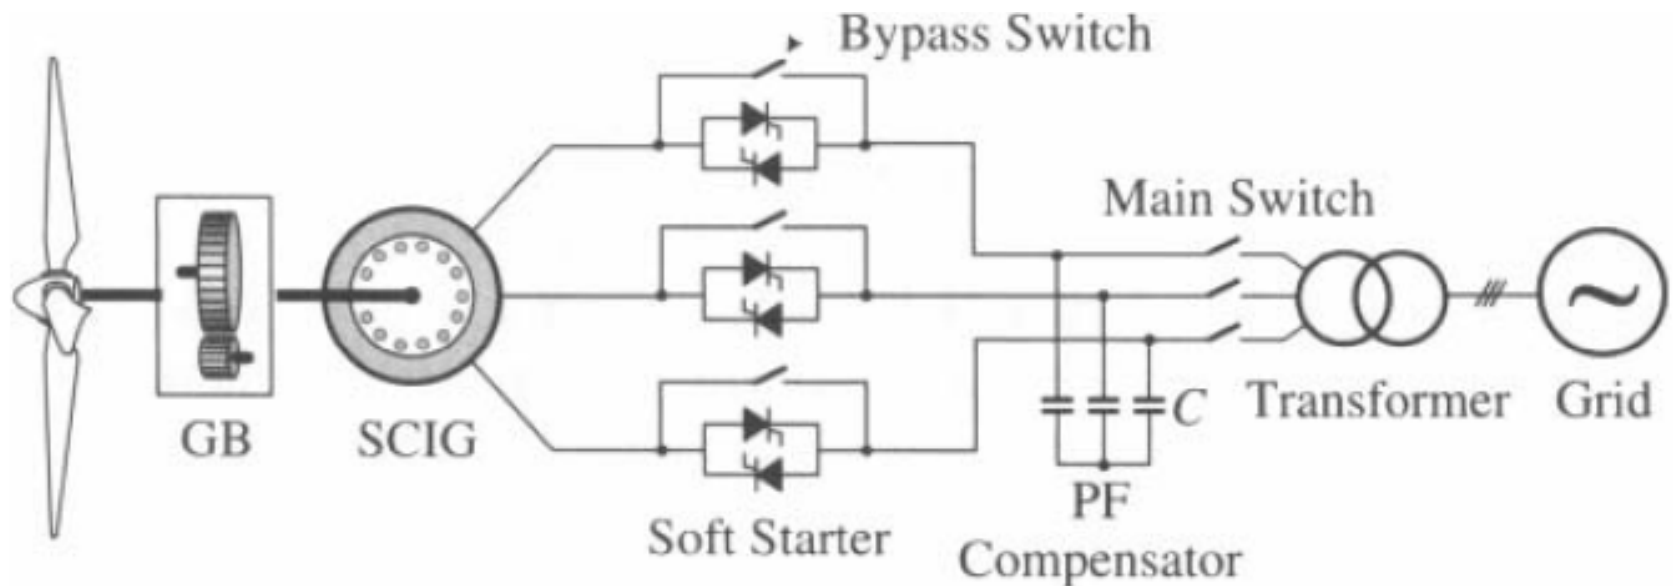 Bypass Switch
Main Switch
GB
SCIG
C
Transformer
Grid
PF
Soft Starter
Compensator